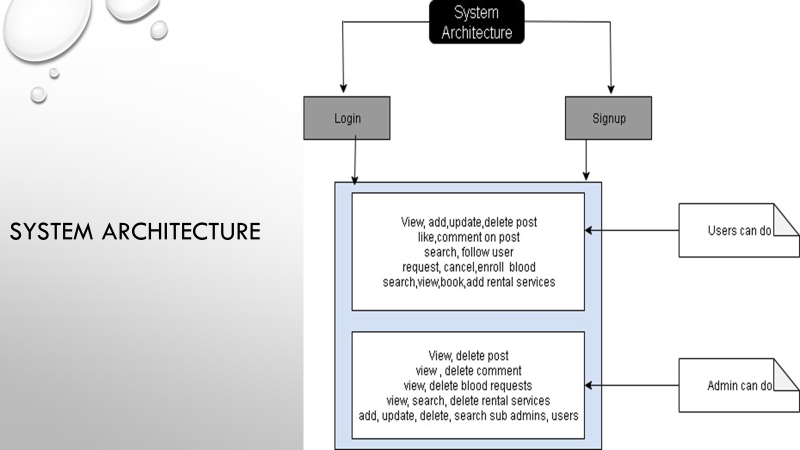 System
Architecture
Login
Signup
SYSTEM ARCHITECTURE
View, add,update,delete post
like,comment on post
search, follow user
request, cancel,enroll blood
search,view,book,add rental services
Users can do
View, delete post
view , delete comment
view, delete blood requests
view, search, delete rental services
add, update, delete, search sub admins, users
Admin can do